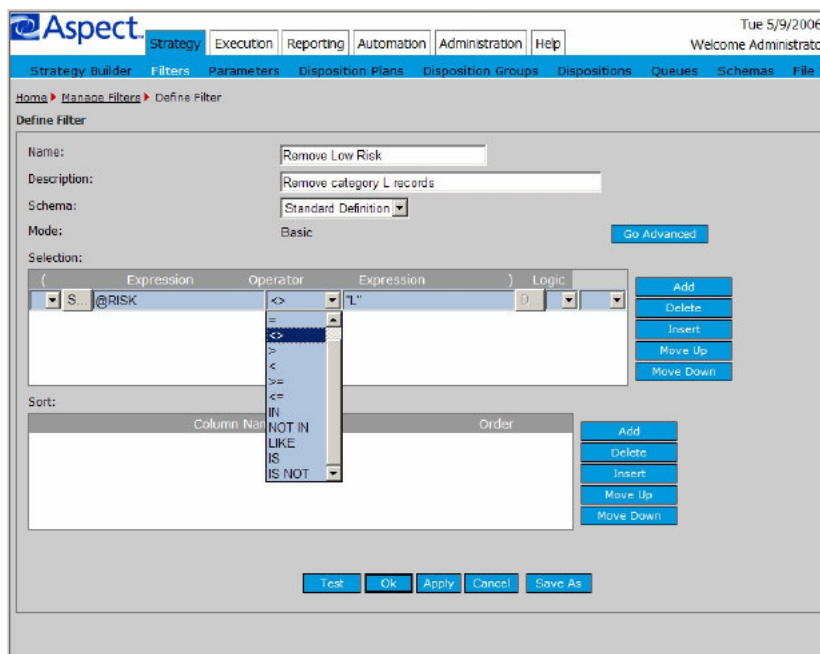 Aspect.
Tue 5/9/2006
Strategy Execution Reporting Automation Administration Help
Welcome Administrato
Strategy Builder Filters Parameters Disposition Plans Disposition Groups Dispositions Queues Schemas File
Home Manage Filters Define Filter
Define Filter
Name: Remove Low Risk
Description: Remove category L records
Schema: Standard Definition
Mode: Basic Go Advanced
Selection:
( Expression Operator Expression ) Logic
S... @RISK <> "L" D...
Add
Delete
Insert
Move Up
Move Down
=
<>
>
<
>=
<=
IN
NOT IN
LIKE
IS
IS NOT
Sort:
Column Nam Order
Add
Delete
Insert
Move Up
Move Down
Test Ok Apply Cancel Save As